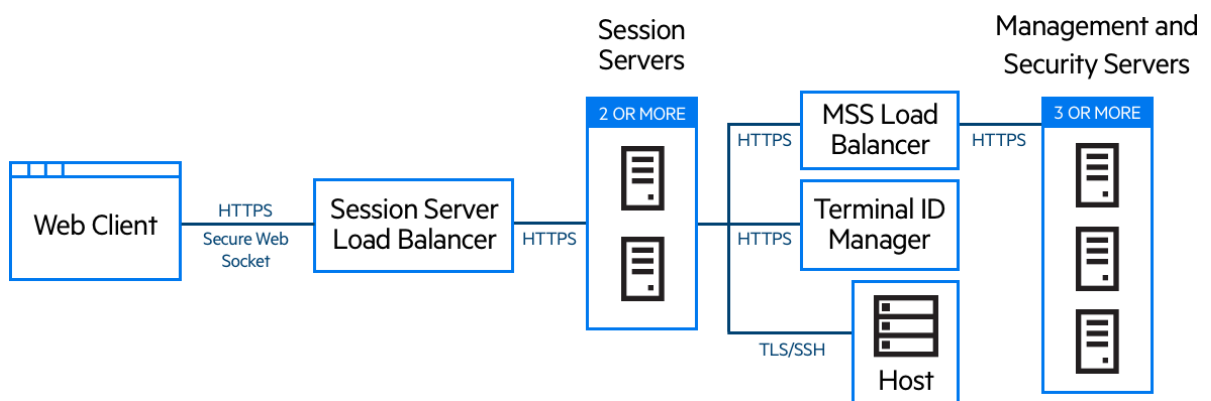 Session
Servers
Management and
Security Servers
2 OR MORE
MSS Load
Balancer
3 OR MORE
HTTPS
HTTPS
Web Client
HTTPS
Secure Web
Socket
Session Server
Load Balancer
HTTPS
Terminal ID
Manager
HTTPS
TLS/SSH
Host